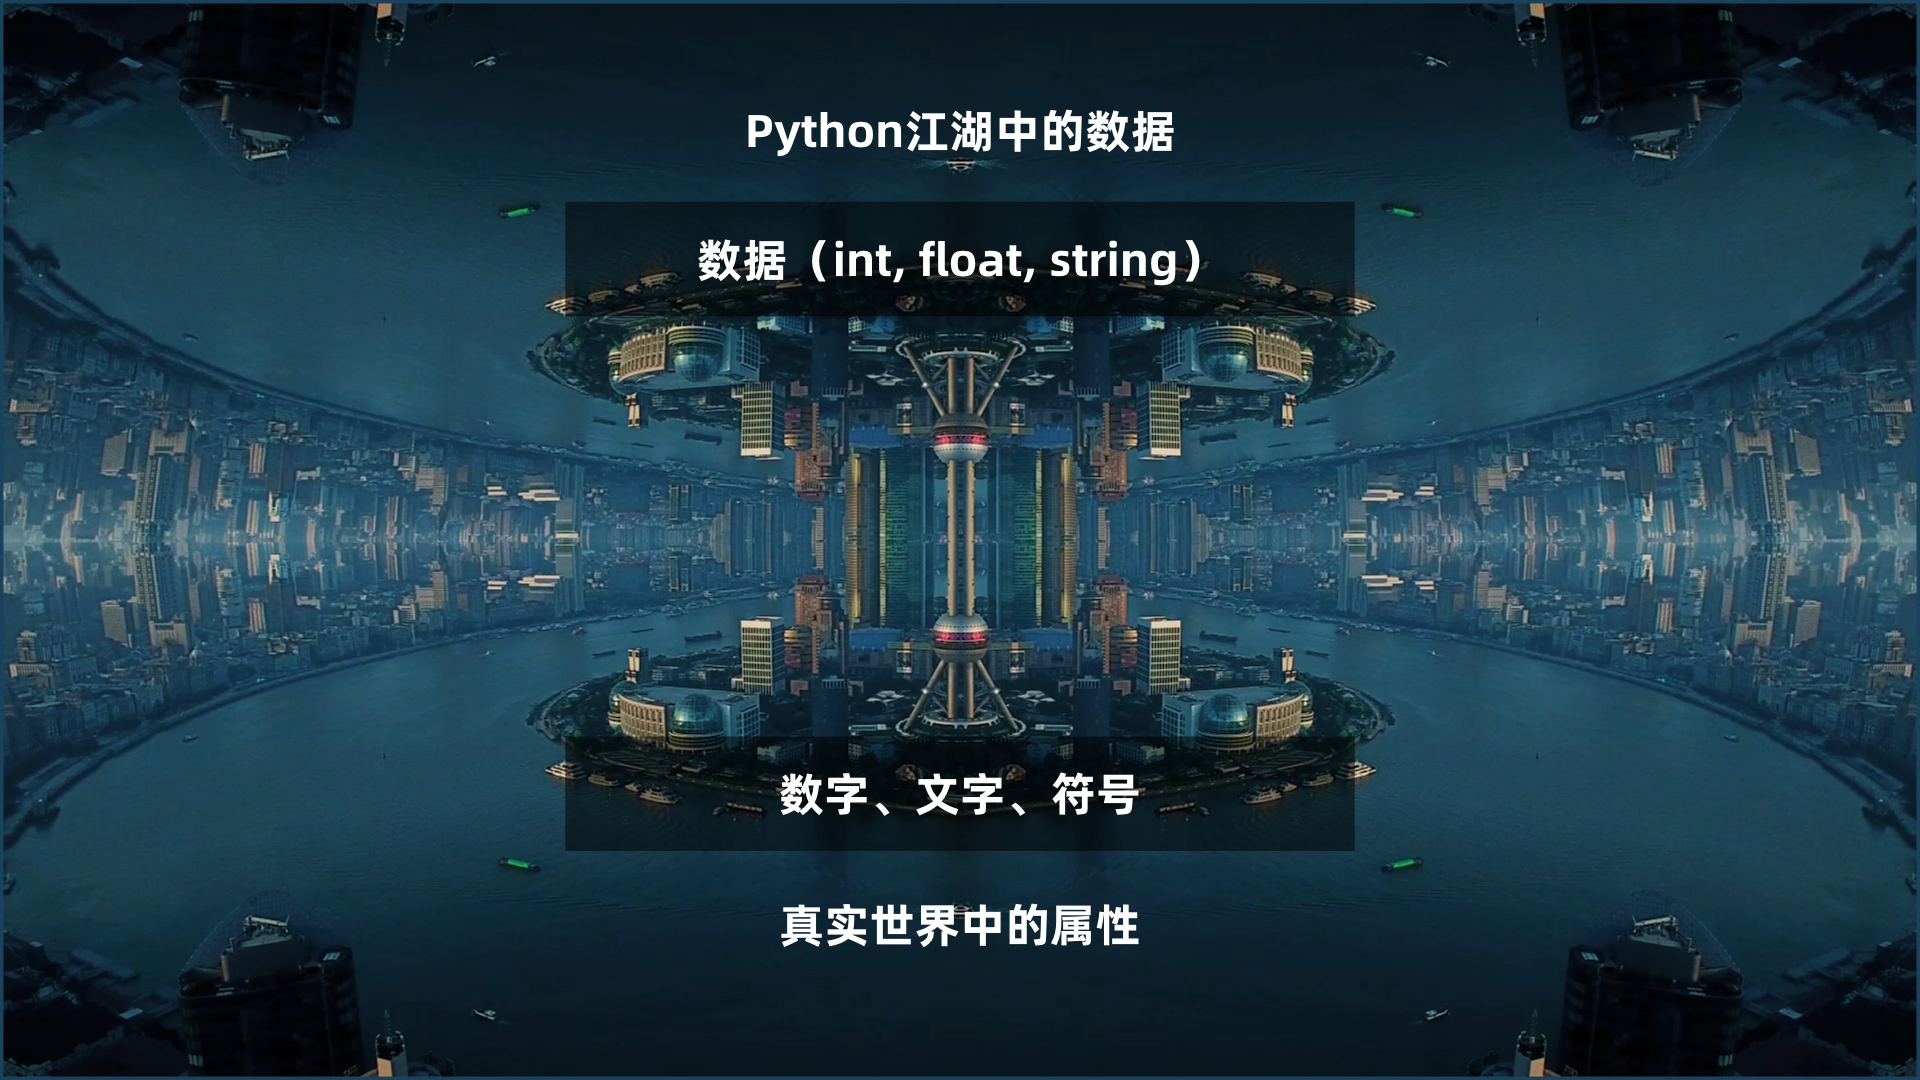 Python江湖中的数据
数据（int, float, string）
数字、文字、符号
真实世界中的属性